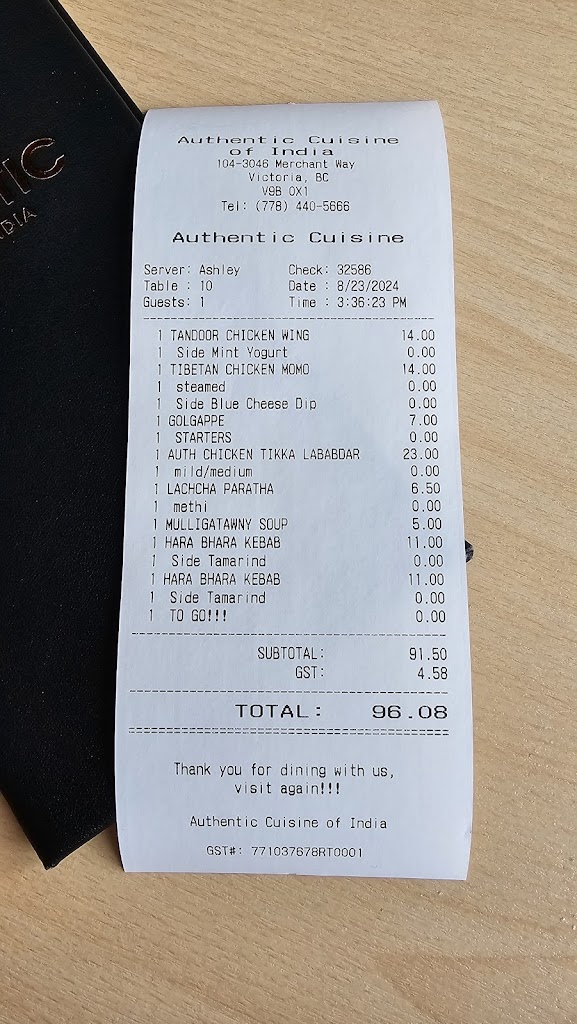 TIC
NDIA
Authentic Cuisine
of India
104-3046 Merchant Way
Victoria, BC
V9B 0X1
Tel: (778) 440-5666
Authentic Cuisine
Server: Ashley Check: 32586
Table : 10 Date : 8/23/2024
Guests: 1 Time : 3:36:23 PM
1 TANDOOR CHICKEN WING 14.00
1 Side Mint Yogurt 0.00
1 TIBETAN CHICKEN MOMO 14.00
1 steamed 0.00
1 Side Blue Cheese Dip 0.00
1 GOLGAPPE 7.00
1 STARTERS 0.00
1 AUTH CHICKEN TIKKA LABABDAR 23.00
1 mild/medium 0.00
1 LACHCHA PARATHA 6.50
1 methi 0.00
1 MULLIGATAWNY SOUP 5.00
1 HARA BHARA KEBAB 11.00
1 Side Tamarind 0.00
1 HARA BHARA KEBAB 11.00
1 Side Tamarind 0.00
1 TO GO!!! 0.00
SUBTOTAL: 91.50
GST: 4.58
TOTAL: 96.08
Thank you for dining with us,
visit again!!!
Authentic Cuisine of India
GST#: 771037678RT0001